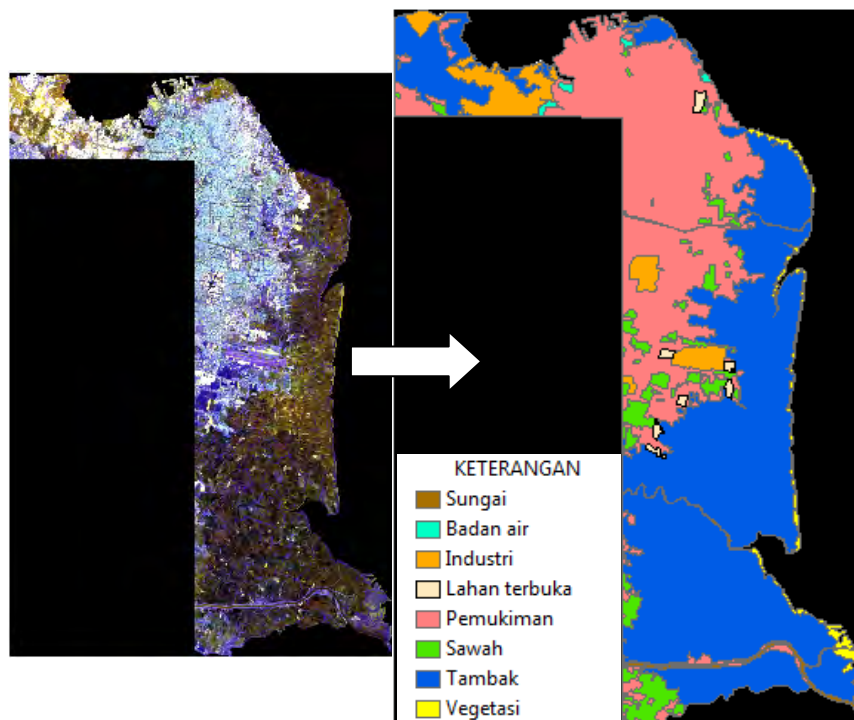 KETERANGAN
Sungai
Badan air
Industri
Lahan terbuka
Pemukiman
Sawah
Tambak
Vegetasi